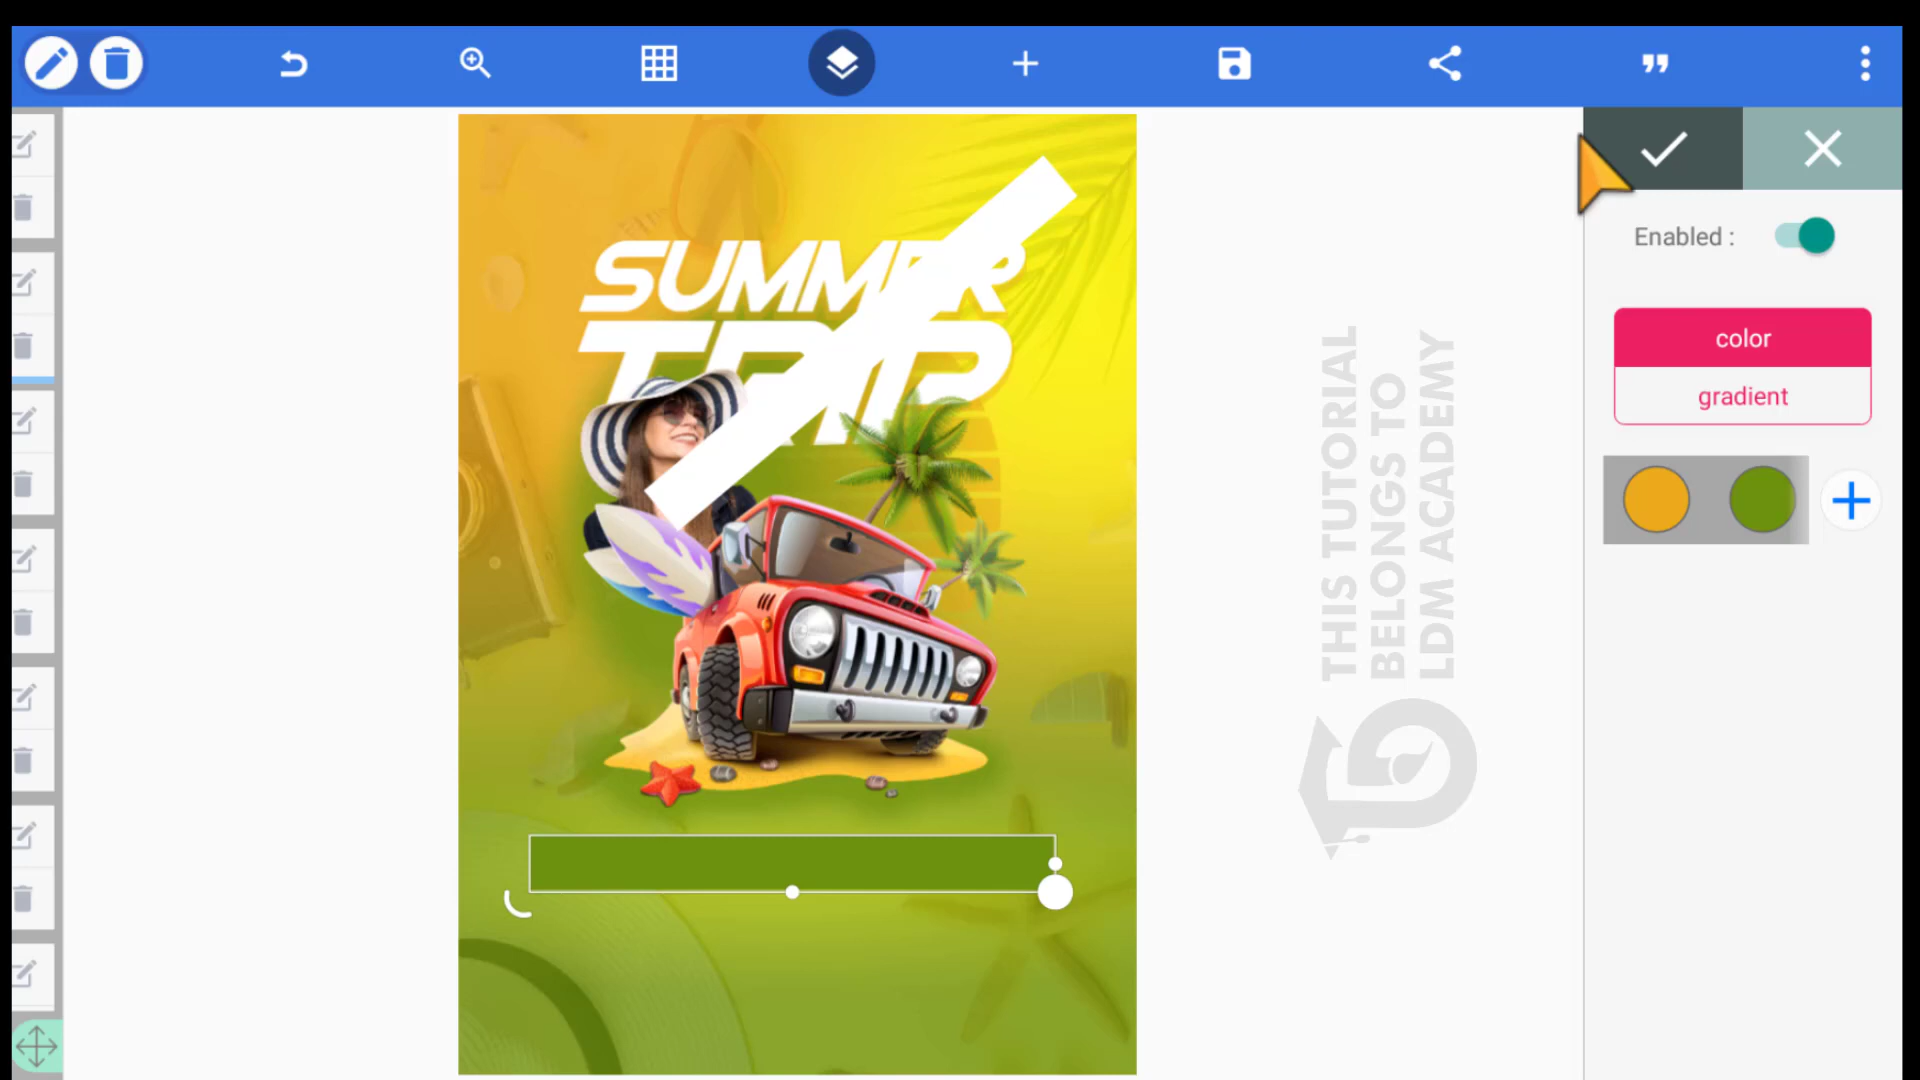 SUMMER
TRIP
THIS TUTORIAL
BELONGS TO
LDM ACADEMY
Enabled :
color
gradient